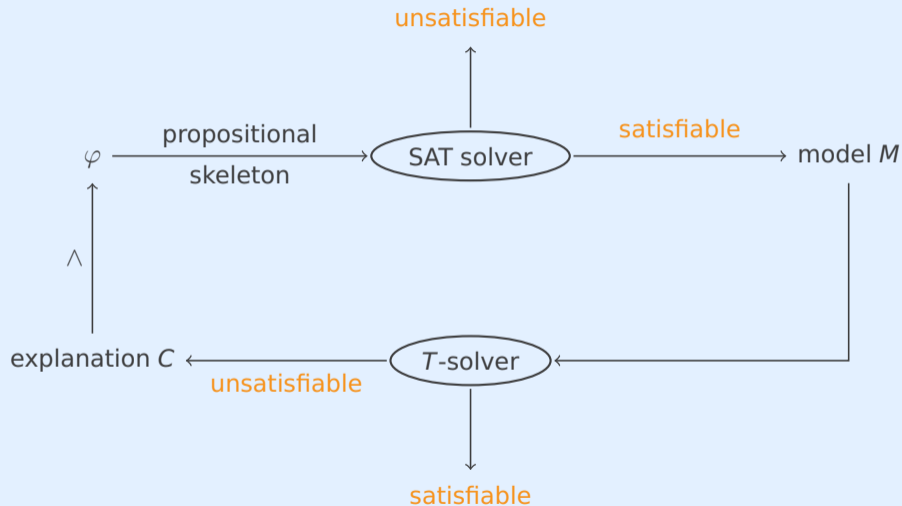 unsatisfiable
propositional
satisfiable
φ
SAT solver
model M
skeleton
∧
explanation C
T-solver
unsatisfiable
satisfiable